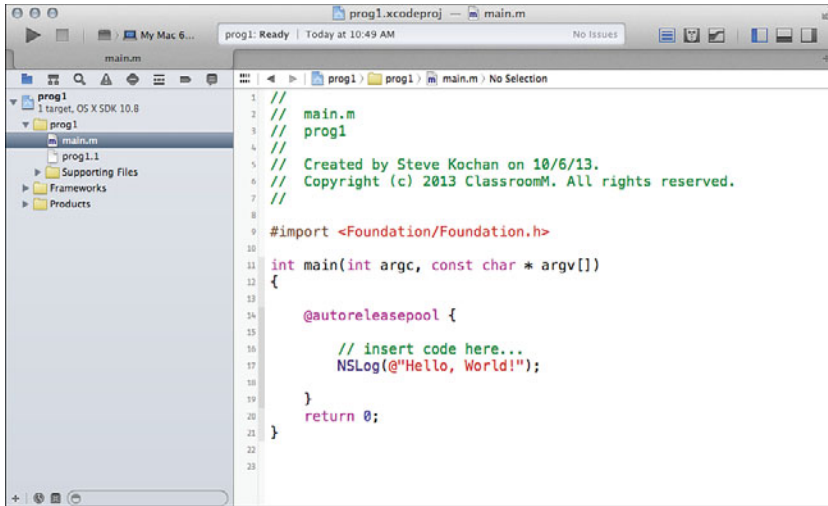 prog1.xcodeproj — main.m
My Mac 6...
prog1: Ready | Today at 10:49 AM
No Issues
main.m
prog1 prog1 main.m No Selection
prog1
1 target, OS X SDK 10.8
prog1
main.m
prog1.1
Supporting Files
Frameworks
Products
1 //
2 // main.m
3 // prog1
4 //
5 // Created by Steve Kochan on 10/6/13.
6 // Copyright (c) 2013 ClassroomM. All rights reserved.
7 //
8
9 #import <Foundation/Foundation.h>
10
11 int main(int argc, const char * argv[])
12 {
13
14 @autoreleasepool {
15
16 // insert code here...
17 NSLog(@"Hello, World!");
18
19 }
20 return 0;
21 }
22
23